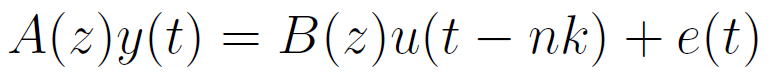 A(z)y(t) = B(z)u(t − nk) + e(t)